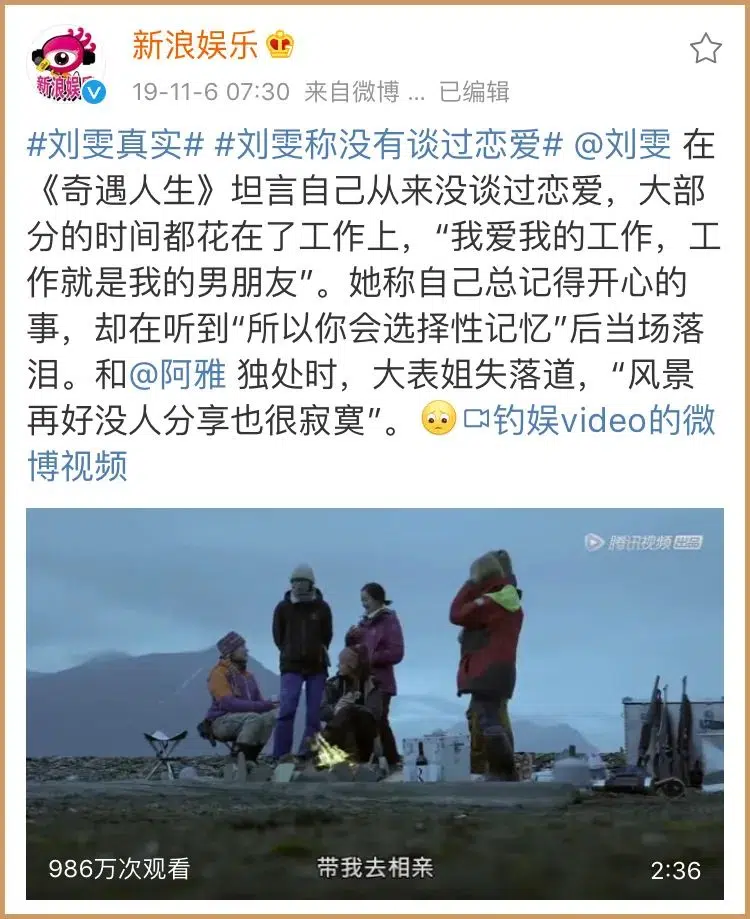 新浪娱乐
新浪娱乐
19-11-6 07:30 来自微博 ... 已编辑
#刘雯真实# #刘雯称没有谈过恋爱# @刘雯 在
《奇遇人生》坦言自己从来没谈过恋爱，大部
分的时间都花在了工作上，“我爱我的工作，工
作就是我的男朋友”。她称自己总记得开心的
事，却在听到“所以你会选择性记忆”后当场落
泪。和@阿雅 独处时，大表姐失落道，“风景
再好没人分享也很寂寞”。🥺钓娱video的微
博视频
腾讯视频 出品
986万次观看
带我去相亲
2:36